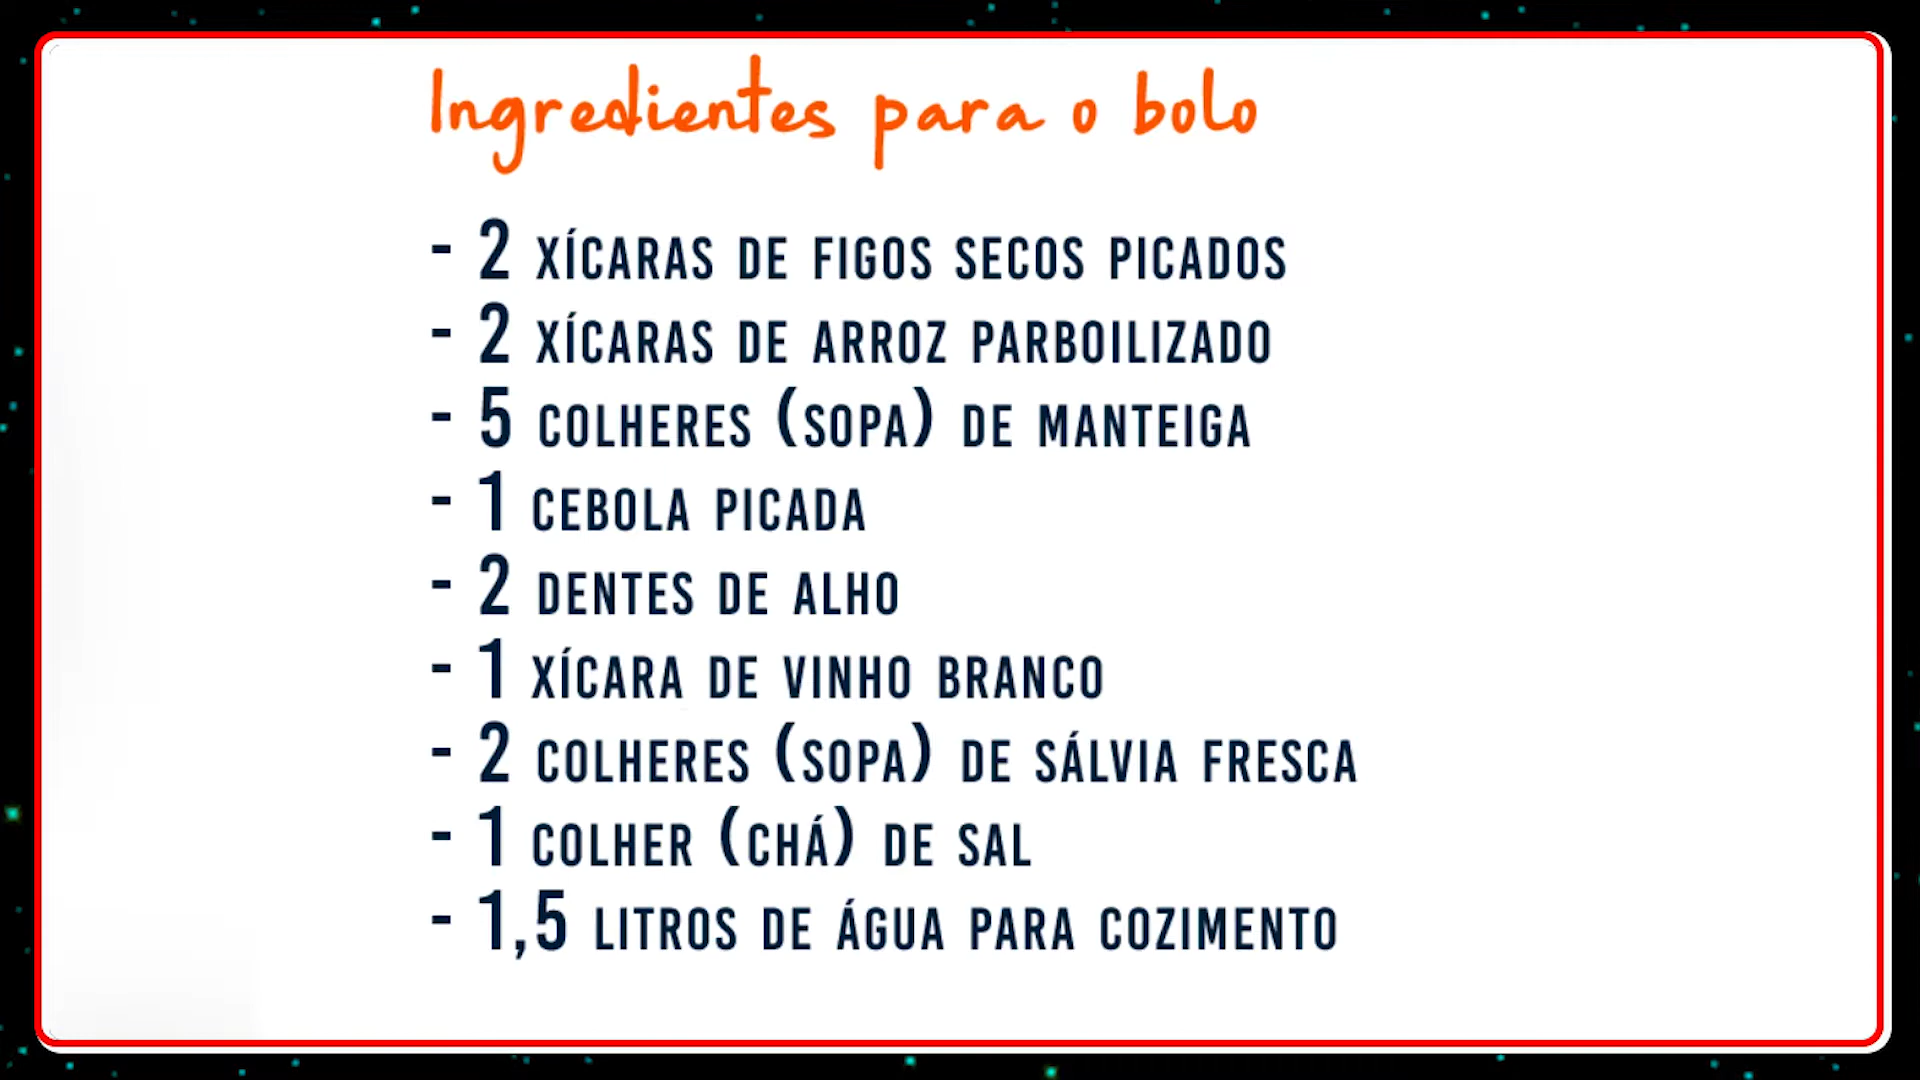 Ingredientes para o bolo
- 2 XÍCARAS DE FIGOS SECOS PICADOS
- 2 XÍCARAS DE ARROZ PARBOILIZADO
- 5 COLHERES (SOPA) DE MANTEIGA
- 1 CEBOLA PICADA
- 2 DENTES DE ALHO
- 1 XÍCARA DE VINHO BRANCO
- 2 COLHERES (SOPA) DE SÁLVIA FRESCA
- 1 COLHER (CHÁ) DE SAL
- 1,5 LITROS DE ÁGUA PARA COZIMENTO